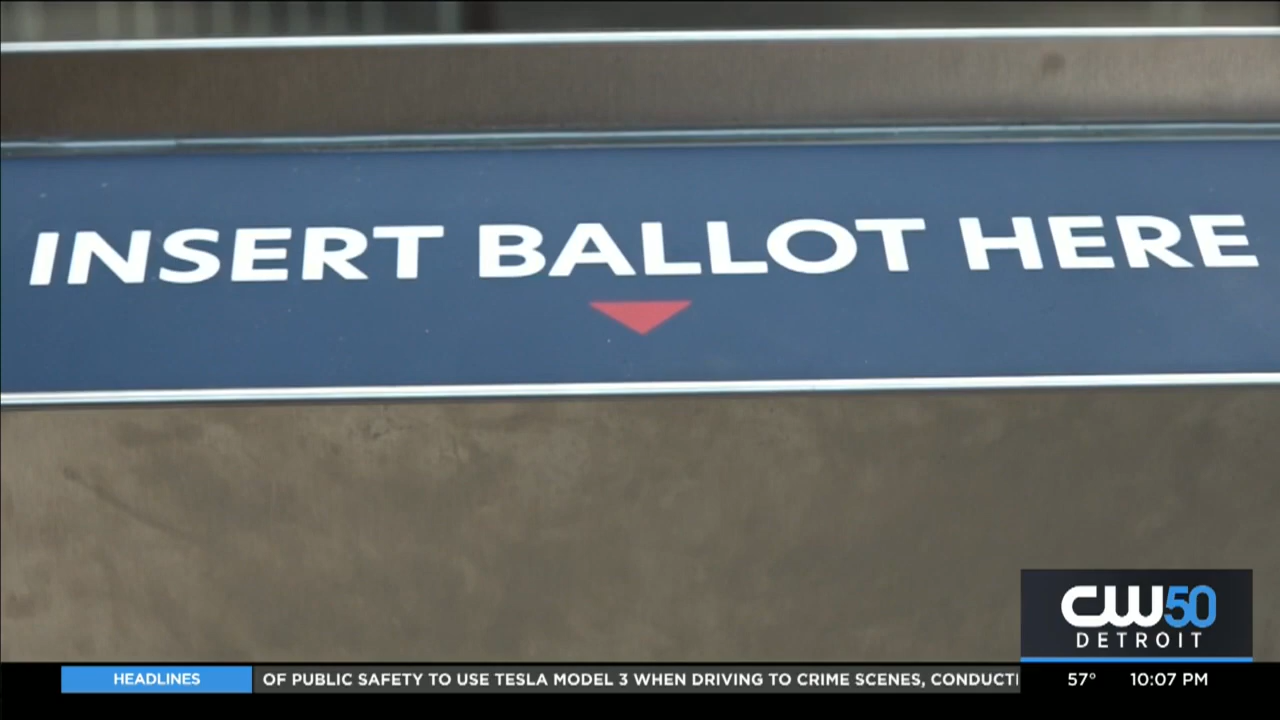 INSERT BALLOT HERE
CW50
DETROIT
HEADLINES OF PUBLIC SAFETY TO USE TESLA MODEL 3 WHEN DRIVING TO CRIME SCENES, 57° 10:07 PM